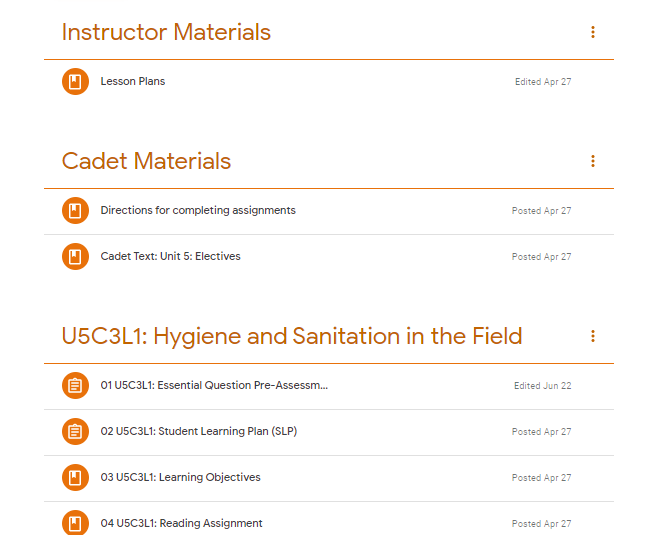 Instructor Materials
Lesson Plans Edited Apr 27
Cadet Materials
Directions for completing assignments Posted Apr 27
Cadet Text: Unit 5: Electives Posted Apr 27
U5C3L1: Hygiene and Sanitation in the Field
01 U5C3L1: Essential Question Pre-Assessm... Edited Jun 22
02 U5C3L1: Student Learning Plan (SLP) Posted Apr 27
03 U5C3L1: Learning Objectives Posted Apr 27
04 U5C3L1: Reading Assignment Posted Apr 27